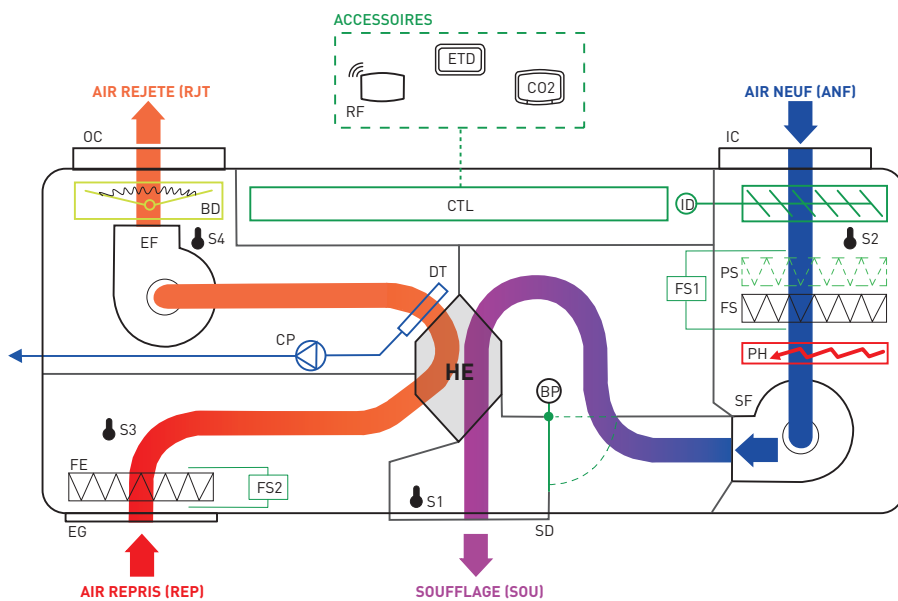 ACCESSOIRES
ETD
CO2
RF
AIR REJETE (RJT
AIR NEUF (ANF)
OC
IC
BD
CTL
ID
EF
S4
S2
DT
PS
FS1
FS
CP
PH
HE
BP
SF
S3
FE
FS2
S1
EG
SD
AIR REPRIS (REP)
SOUFFLAGE (SOU)